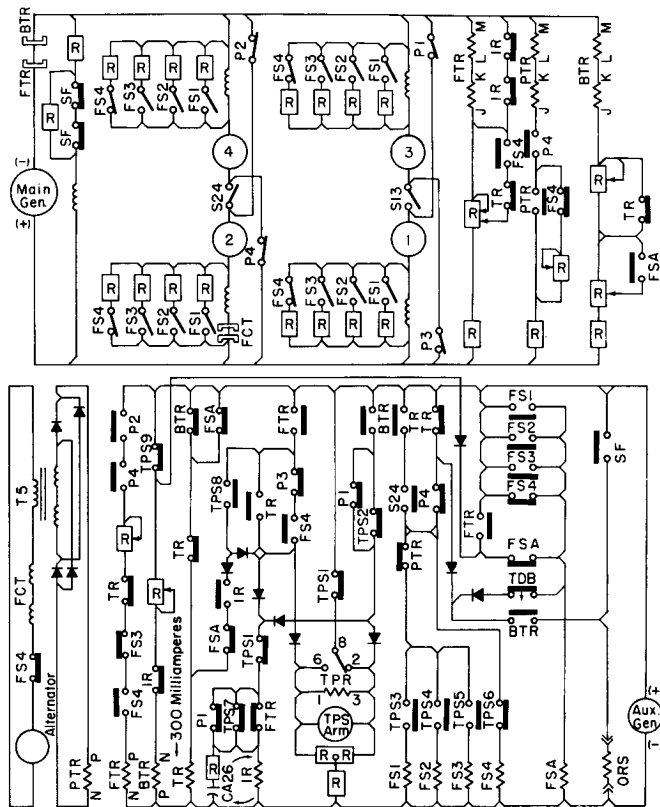 BTR
FTR
(-)
Main
Gen.
(+)
R
SF
R
SF
R R R R
FS4
FS3
FS2
FS1
4
S24
2
P2
P4
R R R R
FS4
FS3
FS2
FS1
FCT
R R R R
FS4
FS3
FS2
FS1
3
S13
1
P1
P3
R R R R
FS4
FS3
FS2
FS1
M
L
FTR
K
J
R
R
IR
IR
FS4
TR
M
L
PTR
K
J
P4
PTR
FS4
R
R
M
L
BTR
K
J
R
TR
FSA
R
R
T5
FCT
FS4
Alternator
PTR
P
N
P2
P4
R
TR
FS3
FS4
FTR
P
N
TPS9
R
IR
BTR
N
P
300 Milliamperes
BTR
TR
TR
FSA
TPS8
TR
IR
FSA
TPS1
P1
TPS7
FTR
R
CA26
IR
FTR
P3
FS4
TPS1
8
6
2
TPR
1
3
TPS
Arm
R R
R
BTR
P1
TPS2
TR
TR
S24
P4
PTR
TPS3
TPS4
TPS5
TPS6
FS1
FS2
FS3
FS4
FS1
FS2
FS3
FS4
FTR
FSA
TDB
BTR
FSA
SF
ORS
(+)
Aux. Gen.
(-)